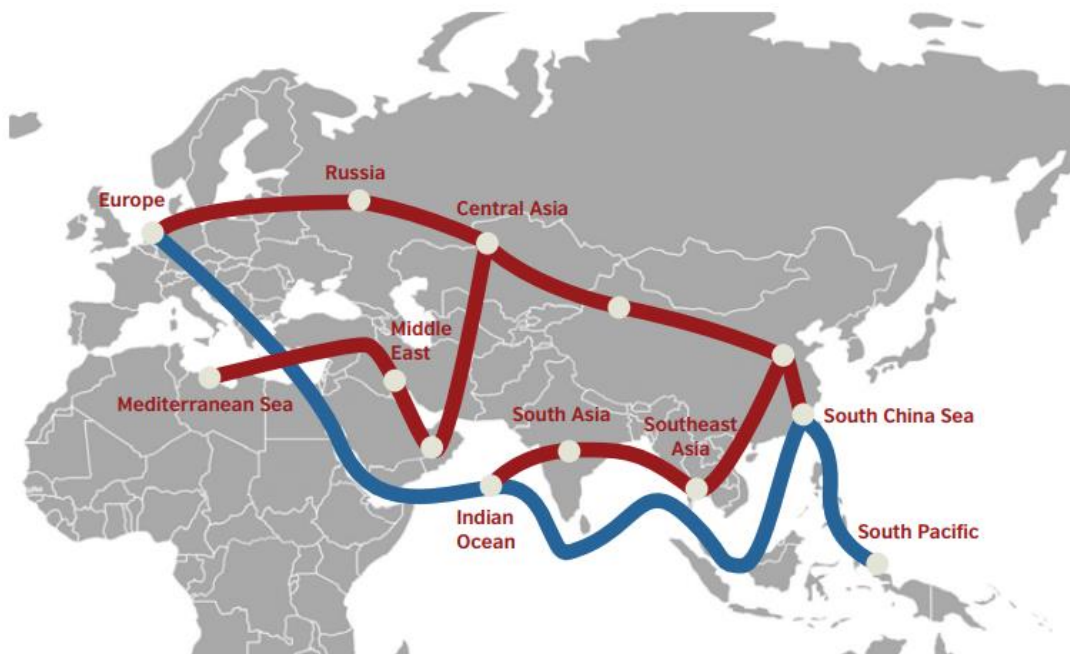 Russia
Europe
Central Asia
Middle
East
Mediterranean Sea
South Asia
Southeast
Asia
South China Sea
Indian
Ocean
South Pacific